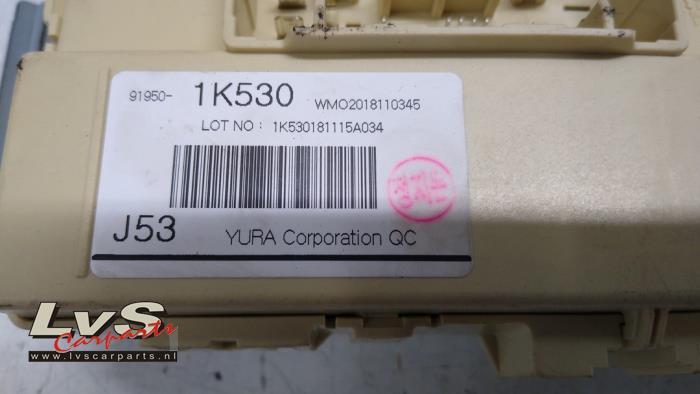 91950- 1K530 WMO2018110345
LOT NO : 1K530181115A034
J53 YURA Corporation QC
LvS
Carparts
www.lvscarparts.nl